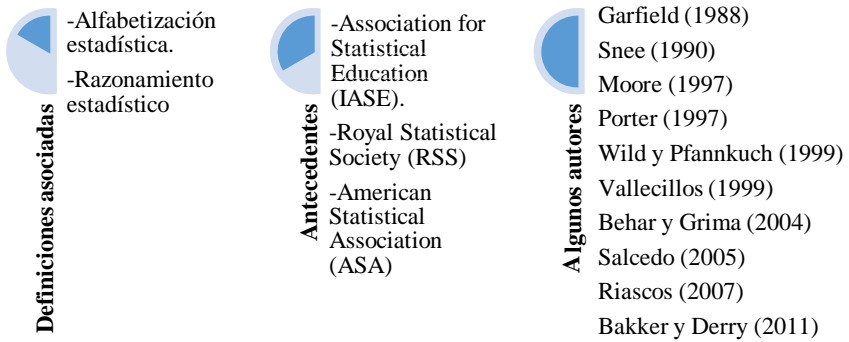 Definiciones asociadas
-Alfabetización
estadística.
-Razonamiento
estadístico
Antecedentes
-Association for
Statistical
Education
(IASE).
-Royal Statistical
Society (RSS)
-American
Statistical
Association
(ASA)
Algunos autores
Garfield (1988)
Snee (1990)
Moore (1997)
Porter (1997)
Wild y Pfannkuch (1999)
Vallecillos (1999)
Behar y Grima (2004)
Salcedo (2005)
Riascos (2007)
Bakker y Derry (2011)